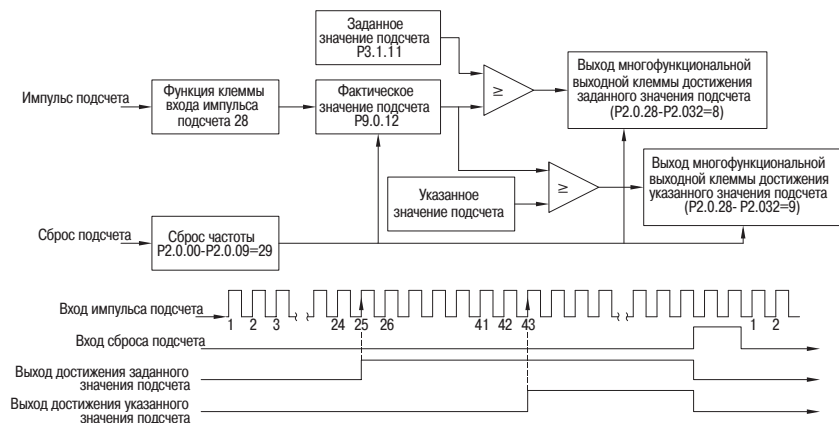 Заданное
значение подсчета
P3.1.11
Импульс подсчета
Функция клеммы
входа импульса
подсчета 28
Фактическое
значение подсчета
P9.0.12
≥
Выход многофункциональной
выходной клеммы достижения
заданного значения подсчета
(P2.0.28-P2.032=8)
Указанное
значение подсчета
≥
Выход многофункциональной
выходной клеммы достижения
указанного значения подсчета
(P2.0.28- P2.032=9)
Сброс подсчета
Сброс частоты
P2.0.00-P2.0.09=29
Вход импульса подсчета
1 2 3 24 25 26 41 42 43 1 2
Вход сброса подсчета
Выход достижения заданного
значения подсчета
Выход достижения указанного
значения подсчета